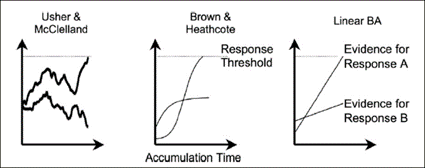 Usher &
McClelland
Brown &
Heathcote
Linear BA
Response
Threshold
Evidence for
Response A
Evidence for
Response B
Accumulation Time